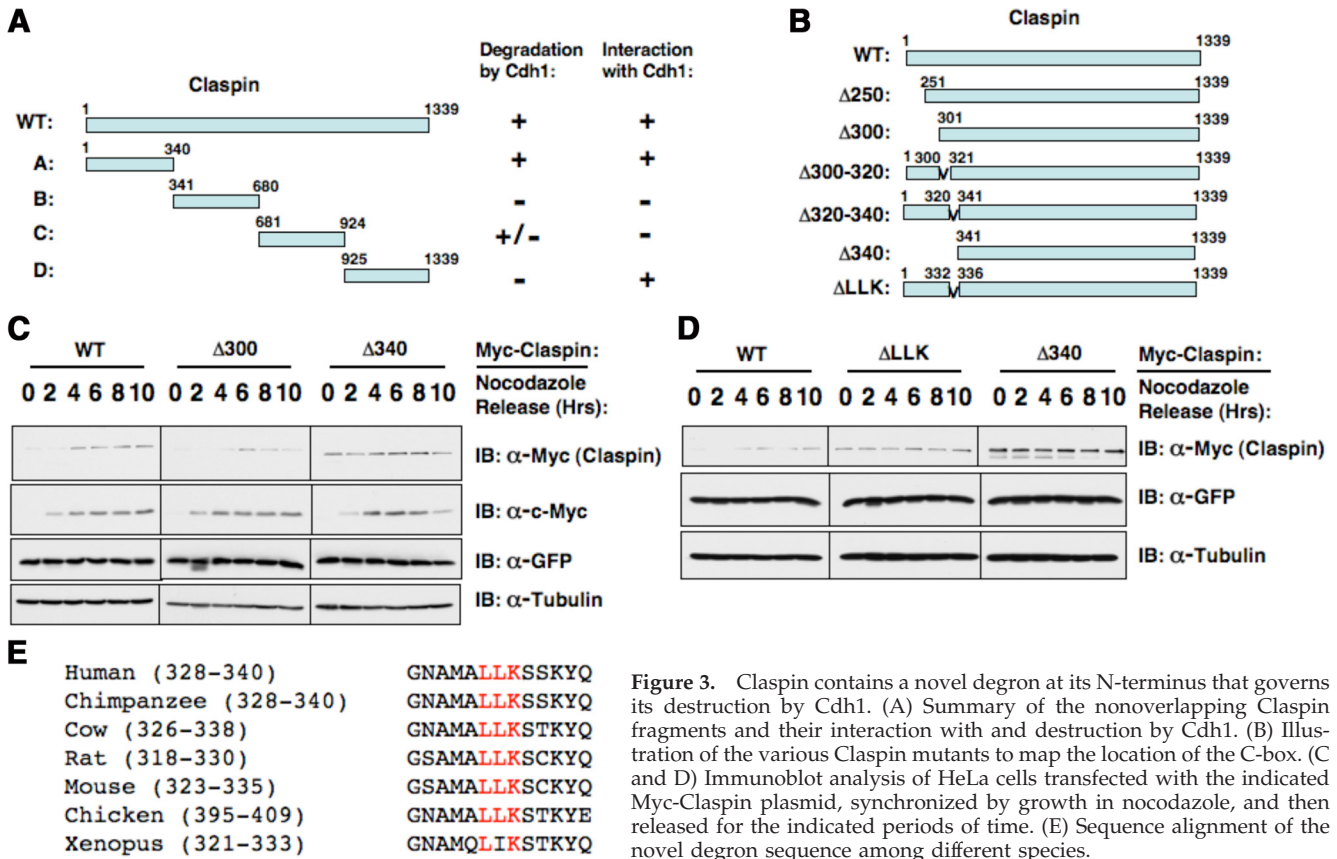 A
Degradation by Cdh1:
Interaction with Cdh1:
Claspin
WT: 1 1339 + +
A: 1 340 + +
B: 341 680 - -
C: 681 924 +/- -
D: 925 1339 - +
B
Claspin
WT: 1 1339
Δ250: 251 1339
Δ300: 301 1339
Δ300-320: 1 300 321 1339
Δ320-340: 1 320 341 1339
Δ340: 341 1339
ΔLLK: 1 332 336 1339
C
WT Δ300 Δ340 Myc-Claspin:
0 2 4 6 8 10 0 2 4 6 8 10 0 2 4 6 8 10 Nocodazole Release (Hrs):
IB: α-Myc (Claspin)
IB: α-c-Myc
IB: α-GFP
IB: α-Tubulin
D
WT ΔLLK Δ340 Myc-Claspin:
0 2 4 6 8 10 0 2 4 6 8 10 0 2 4 6 8 10 Nocodazole Release (Hrs):
IB: α-Myc (Claspin)
IB: α-GFP
IB: α-Tubulin
E
Human (328-340) GNAMALLKSSKYQ
Chimpanzee (328-340) GNAMALLKSSKYQ
Cow (326-338) GNAMALLKSTKYQ
Rat (318-330) GSAMALLKSCKYQ
Mouse (323-335) GSAMALLKSCKYQ
Chicken (395-409) GNAMALLKSTKYE
Xenopus (321-333) GNAMQLIKSTKYQ
Figure 3. Claspin contains a novel degron at its N-terminus that governs
its destruction by Cdh1. (A) Summary of the nonoverlapping Claspin
fragments and their interaction with and destruction by Cdh1. (B) Illus-
tration of the various Claspin mutants to map the location of the C-box. (C
and D) Immunoblot analysis of HeLa cells transfected with the indicated
Myc-Claspin plasmid, synchronized by growth in nocodazole, and then
released for the indicated periods of time. (E) Sequence alignment of the
novel degron sequence among different species.